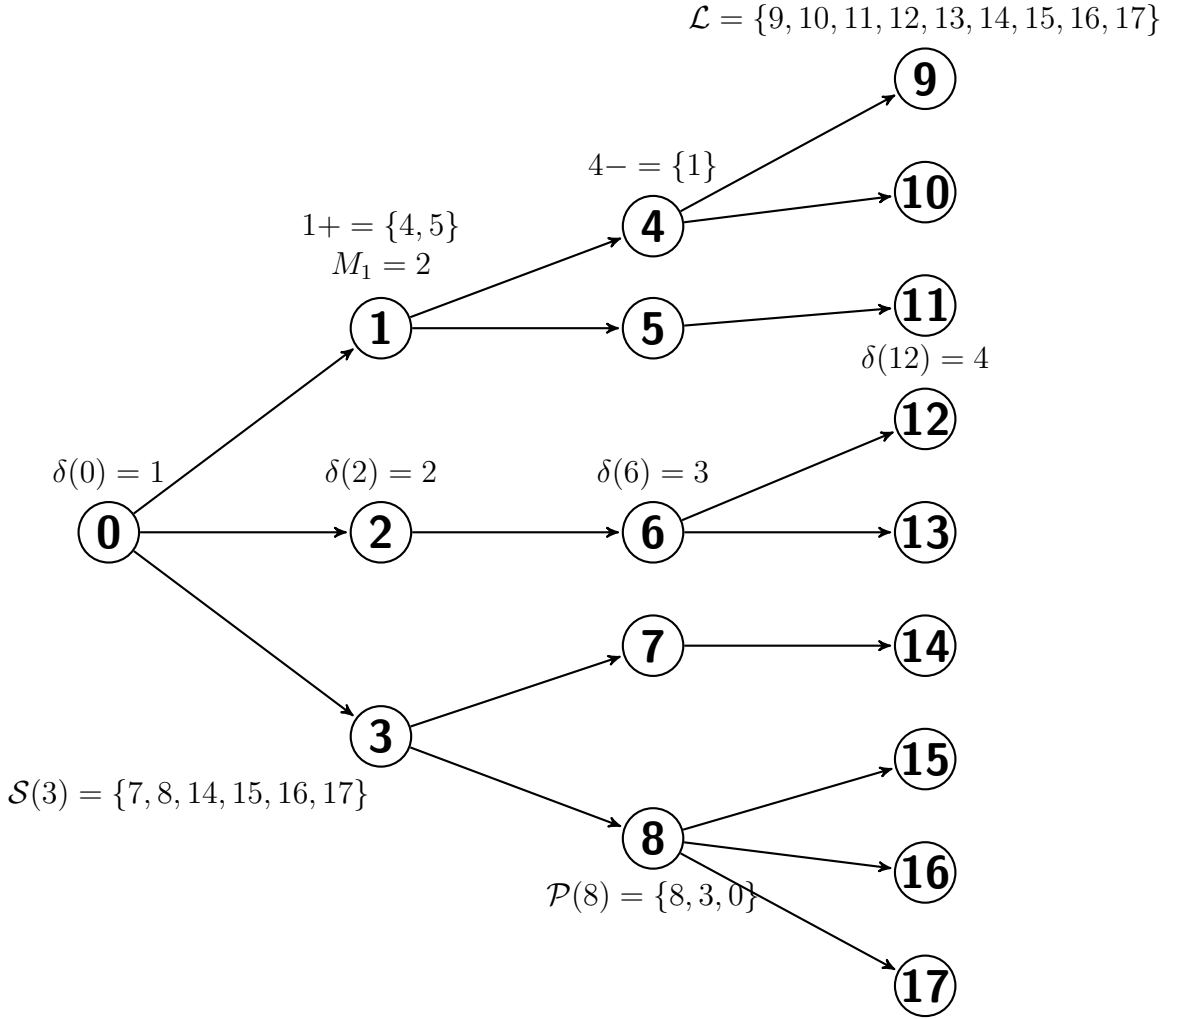 ℒ = {9, 10, 11, 12, 13, 14, 15, 16, 17}
9
4− = {1}
10
4
1+ = {4, 5}
M₁ = 2
1
5
11
δ(12) = 4
12
δ(0) = 1
δ(2) = 2
δ(6) = 3
0
2
6
13
7
14
3
15
𝒮(3) = {7, 8, 14, 15, 16, 17}
8
16
𝒫(8) = {8, 3, 0}
17